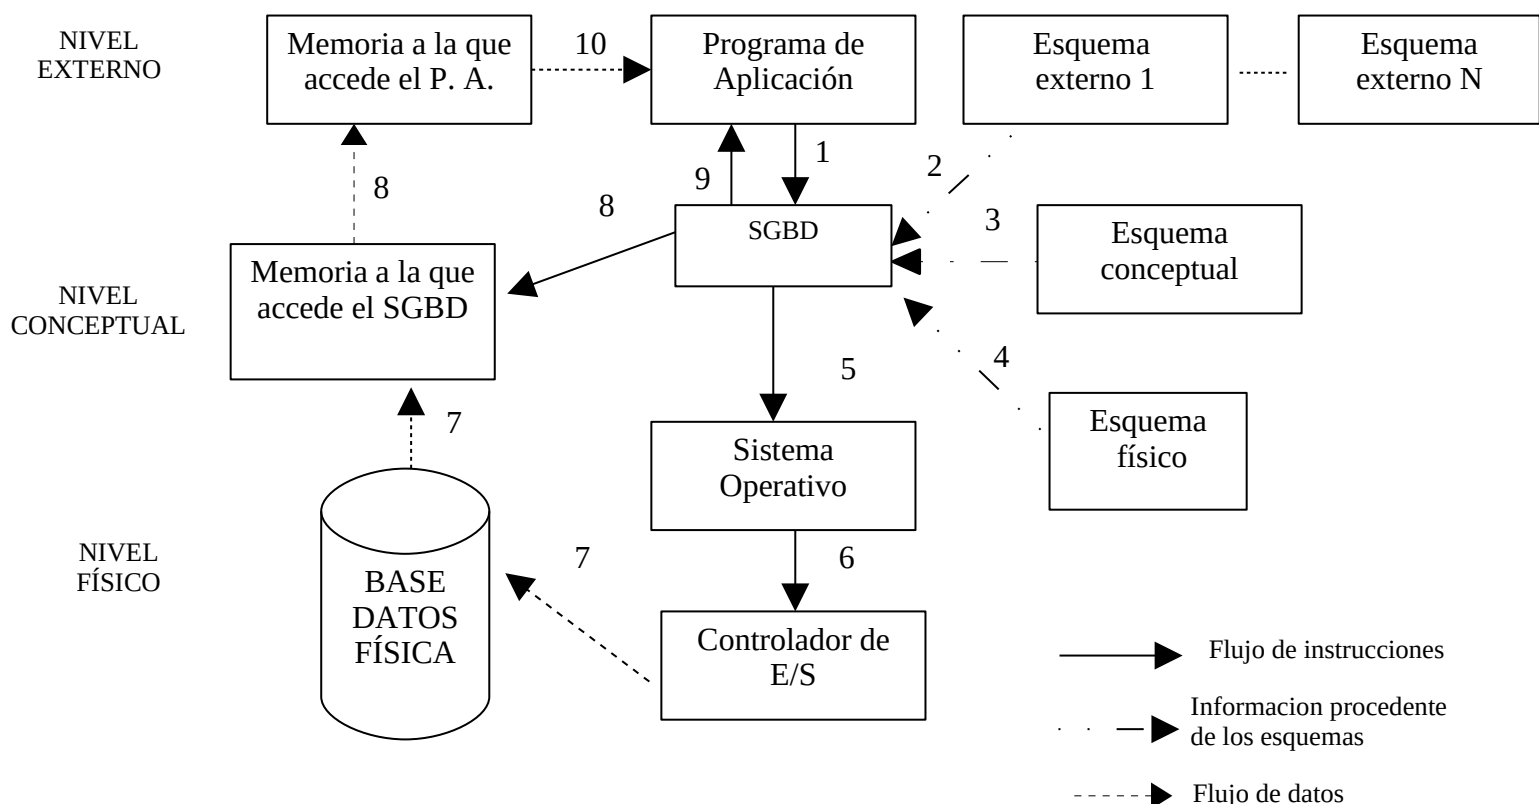 NIVEL
EXTERNO
Memoria a la que
accede el P. A.
10
Programa de
Aplicación
Esquema
externo 1
Esquema
externo N
8
9
1
2
8
3
SGBD
Esquema
conceptual
NIVEL
CONCEPTUAL
Memoria a la que
accede el SGBD
4
5
7
Sistema
Operativo
Esquema
físico
NIVEL
FÍSICO
BASE
DATOS
FÍSICA
7
6
Controlador de
E/S
Flujo de instrucciones
Informacion procedente
de los esquemas
Flujo de datos